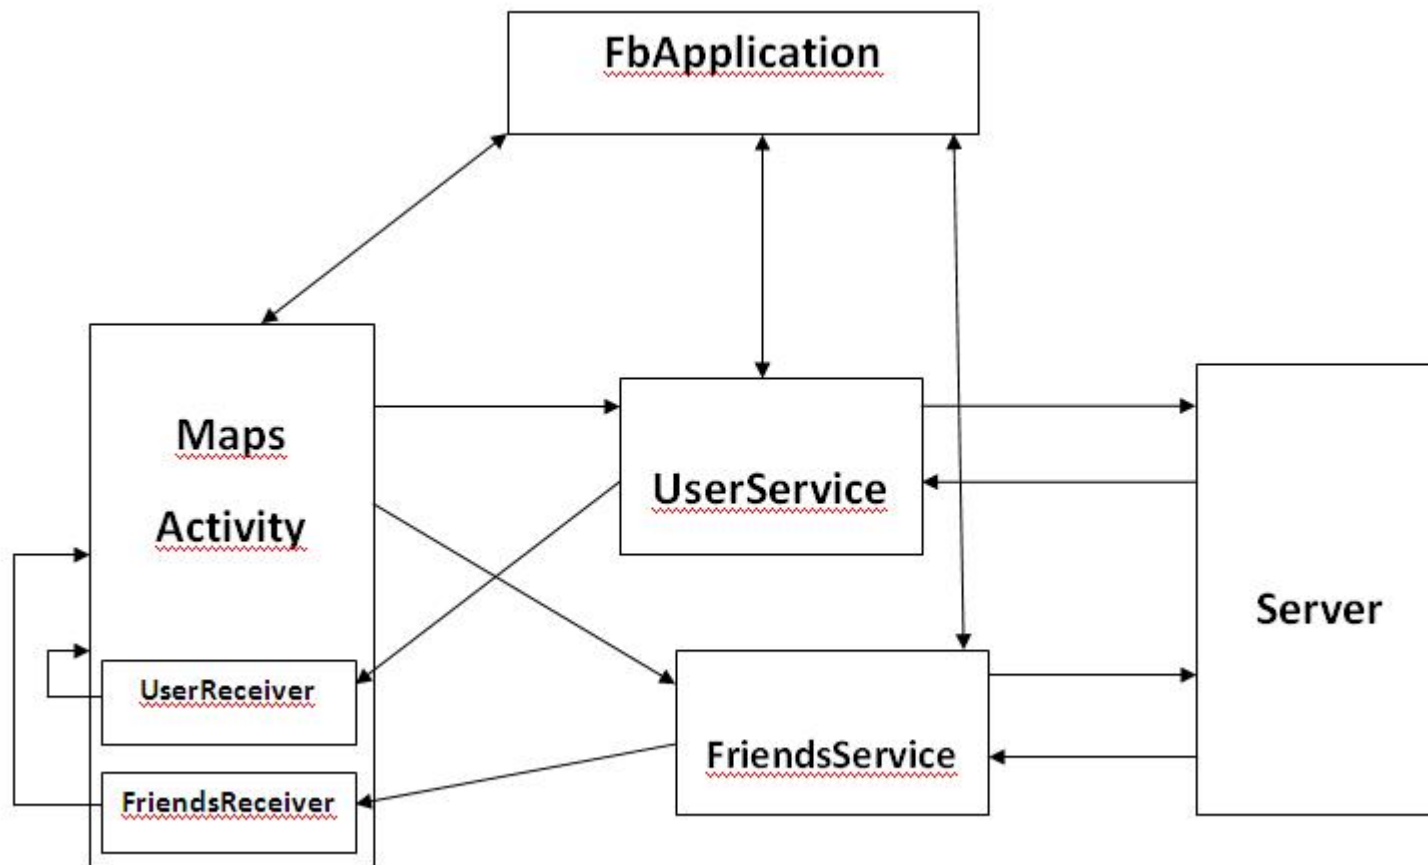 FbApplication
Maps
Activity
UserService
Server
UserReceiver
FriendsService
FriendsReceiver